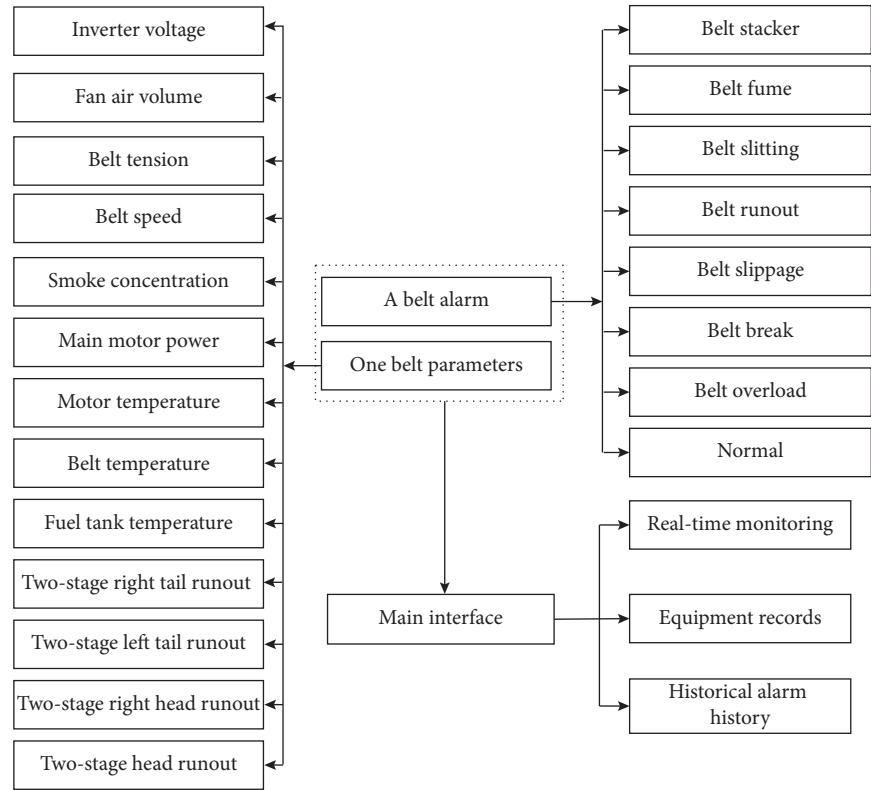 Inverter voltage
Fan air volume
Belt tension
Belt speed
Smoke concentration
Main motor power
Motor temperature
Belt temperature
Fuel tank temperature
Two-stage right tail runout
Two-stage left tail runout
Two-stage right head runout
Two-stage head runout
A belt alarm
One belt parameters
Main interface
Belt stacker
Belt fume
Belt slitting
Belt runout
Belt slippage
Belt break
Belt overload
Normal
Real-time monitoring
Equipment records
Historical alarm
history